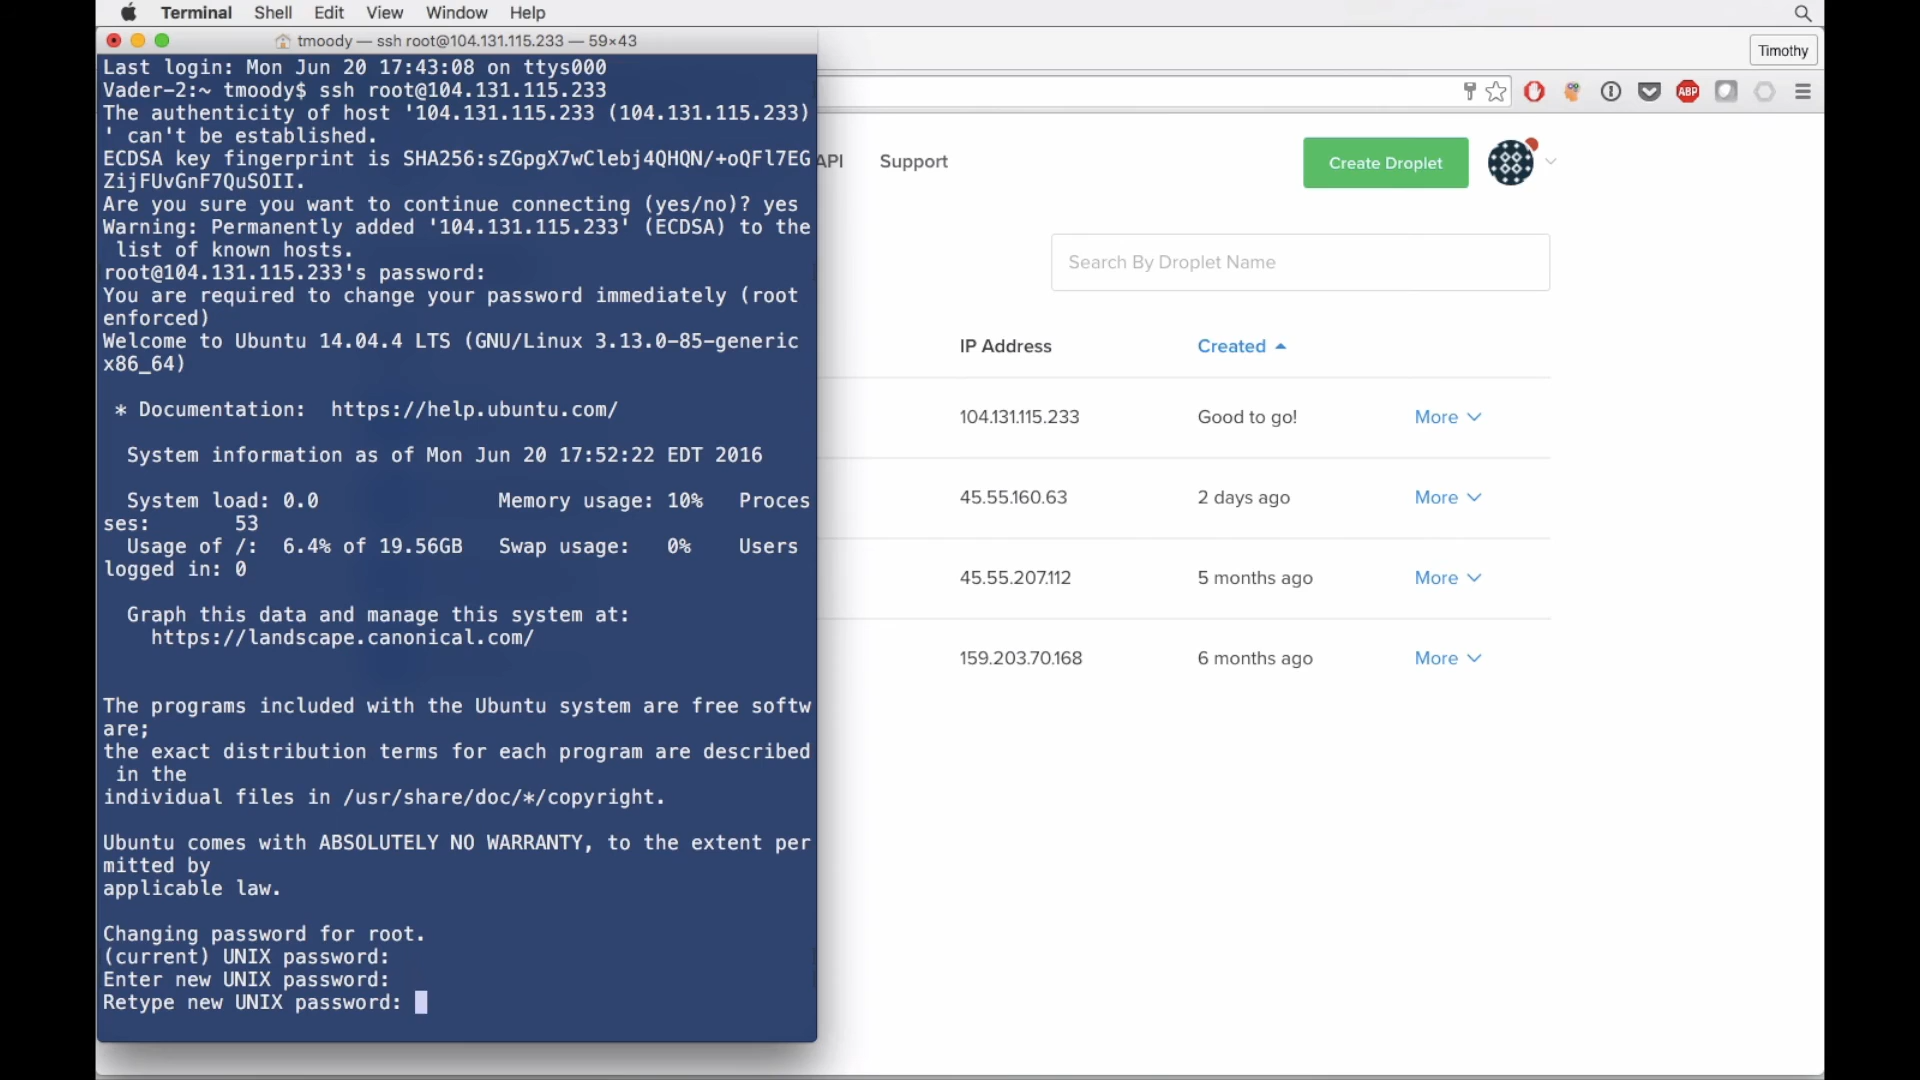 Terminal Shell Edit View Window Help
tmoody — ssh root@104.131.115.233 — 59×43
Last login: Mon Jun 20 17:43:08 on ttys000
Vader-2:~ tmoody$ ssh root@104.131.115.233
The authenticity of host '104.131.115.233 (104.131.115.233)
' can't be established.
ECDSA key fingerprint is SHA256:sZGpgX7wClebj4QHQN/+oQFl7EG
ZijFUvGnF7QuSOII.
Are you sure you want to continue connecting (yes/no)? yes
Warning: Permanently added '104.131.115.233' (ECDSA) to the
 list of known hosts.
root@104.131.115.233's password:
You are required to change your password immediately (root
enforced)
Welcome to Ubuntu 14.04.4 LTS (GNU/Linux 3.13.0-85-generic
x86_64)
* Documentation: https://help.ubuntu.com/
System information as of Mon Jun 20 17:52:22 EDT 2016
System load: 0.0 Memory usage: 10% Proces
ses: 53
Usage of /: 6.4% of 19.56GB Swap usage: 0% Users
logged in: 0
Graph this data and manage this system at:
https://landscape.canonical.com/
The programs included with the Ubuntu system are free softw
are;
the exact distribution terms for each program are described
 in the
individual files in /usr/share/doc/*/copyright.
Ubuntu comes with ABSOLUTELY NO WARRANTY, to the extent per
mitted by
applicable law.
Changing password for root.
(current) UNIX password:
Enter new UNIX password:
Retype new UNIX password:
Timothy
ABP
API Support Create Droplet
Search By Droplet Name
IP Address Created
104.131.115.233 Good to go! More
45.55.160.63 2 days ago More
45.55.207.112 5 months ago More
159.203.70.168 6 months ago More